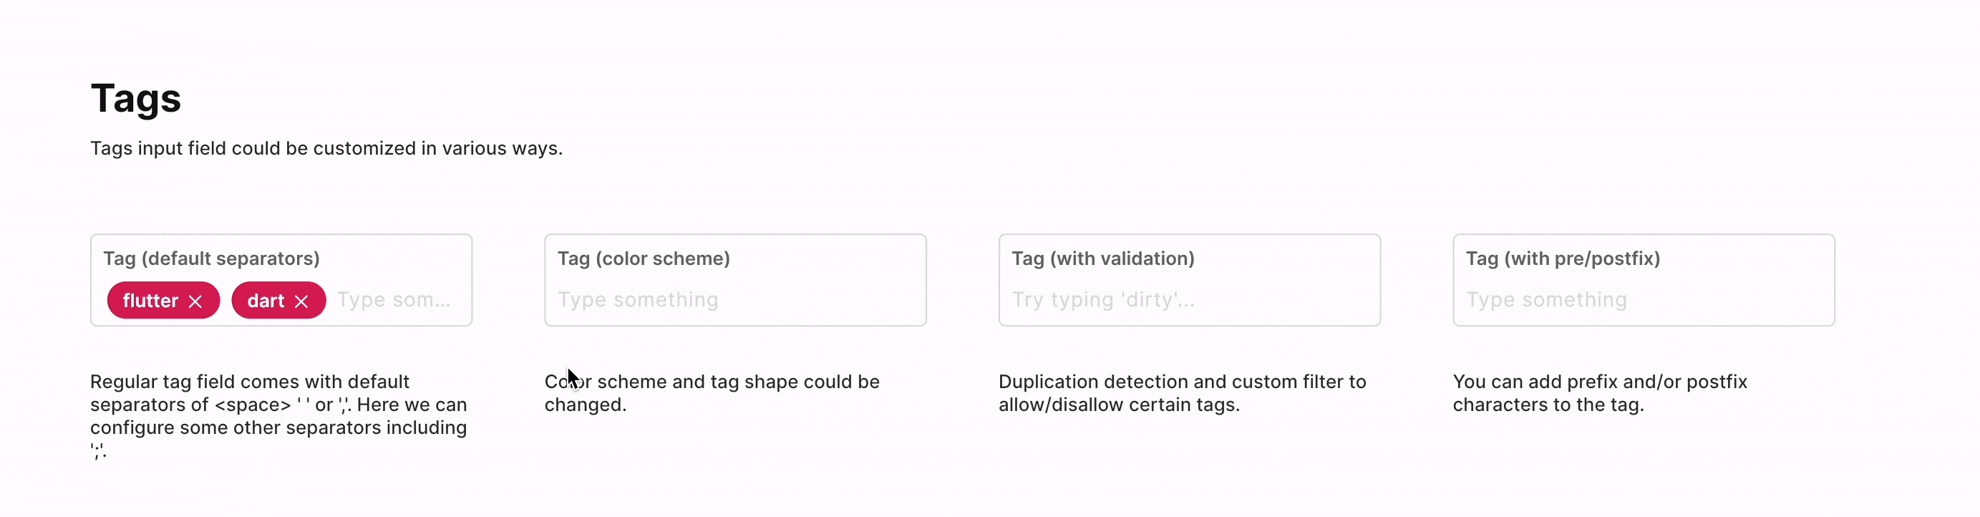 Tags
Tags input field could be customized in various ways.
Tag (default separators)
flutter
dart
Type som...
Regular tag field comes with default
separators of <space> ' ' or ','. Here we can
configure some other separators including
';'.
Tag (color scheme)
Type something
Color scheme and tag shape could be
changed.
Tag (with validation)
Try typing 'dirty'...
Duplication detection and custom filter to
allow/disallow certain tags.
Tag (with pre/postfix)
Type something
You can add prefix and/or postfix
characters to the tag.